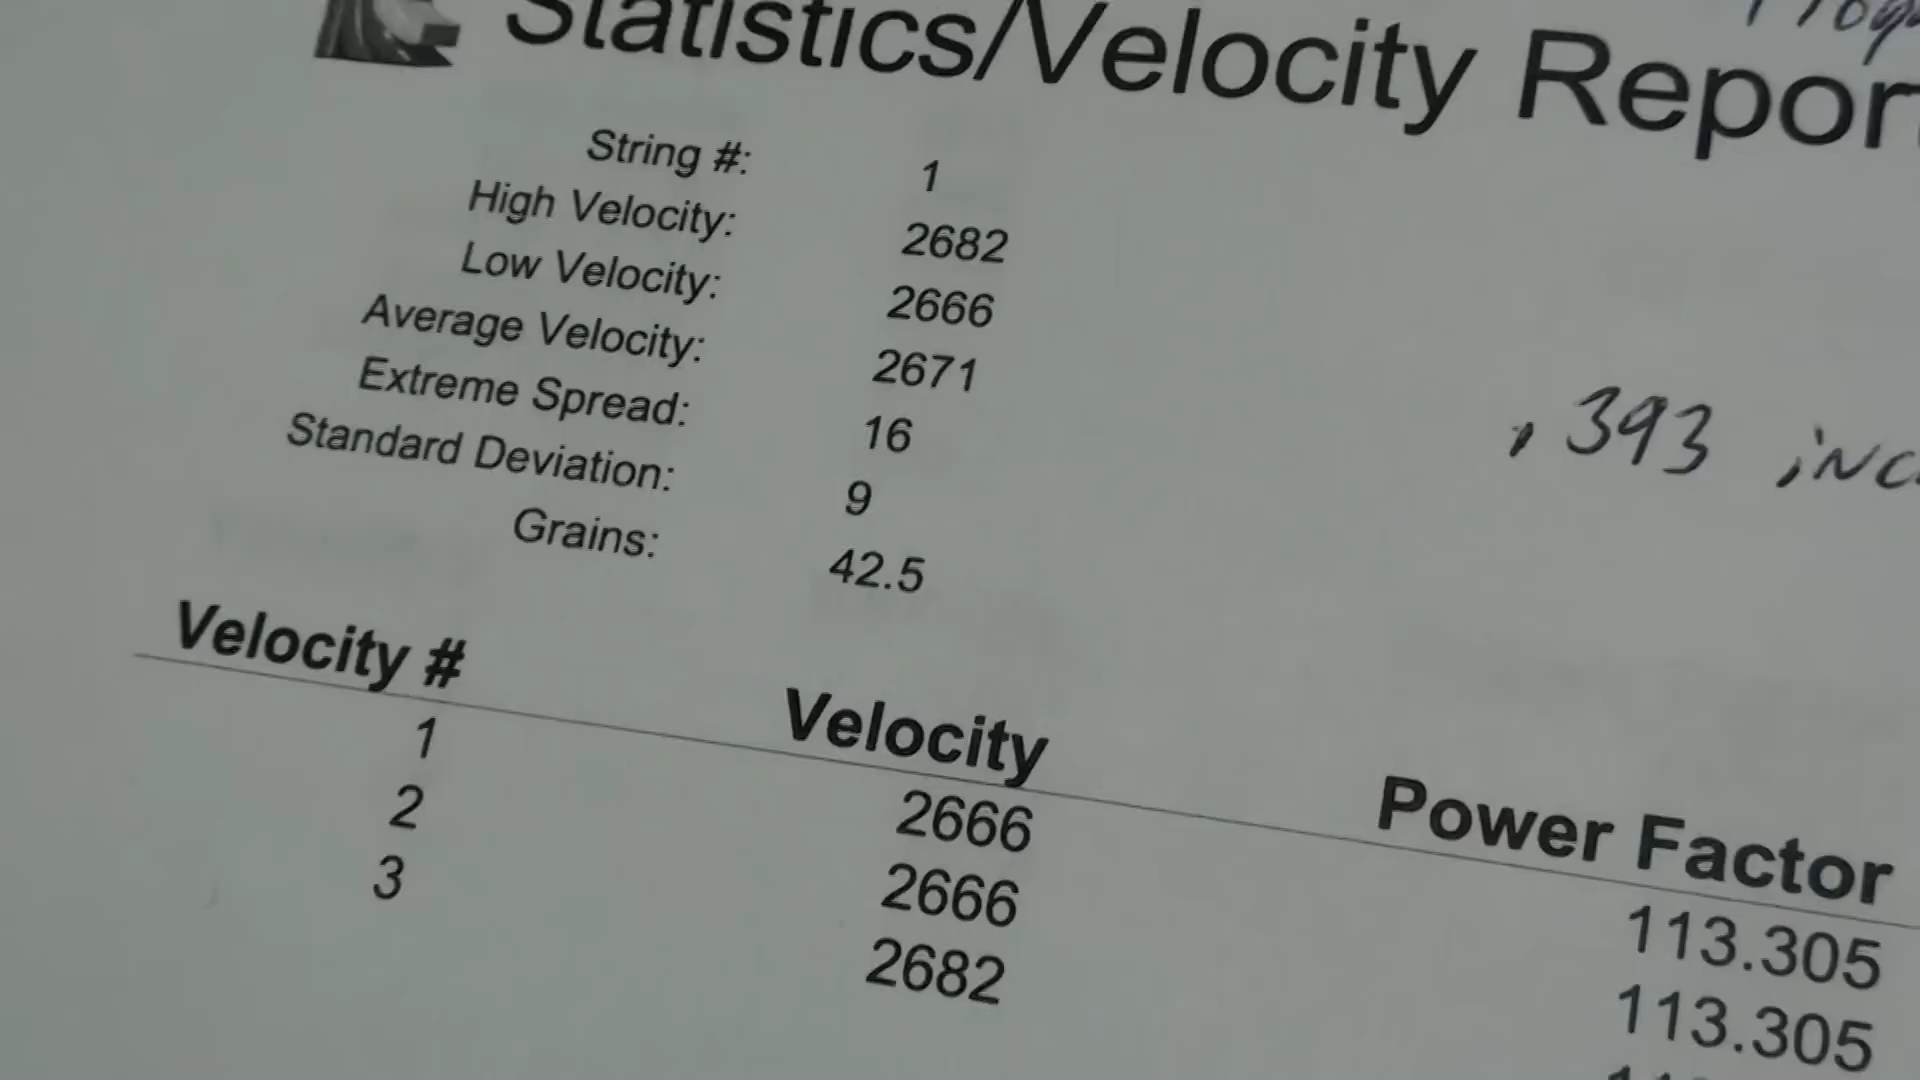 Statistics/Velocity Repor
String #: 1
High Velocity: 2682
Low Velocity: 2666
Average Velocity: 2671
Extreme Spread: 16
Standard Deviation: 9
Grains: 42.5
,393 inc
Velocity # Velocity Power Factor
1 2666 113.305
2 2666 113.305
3 2682